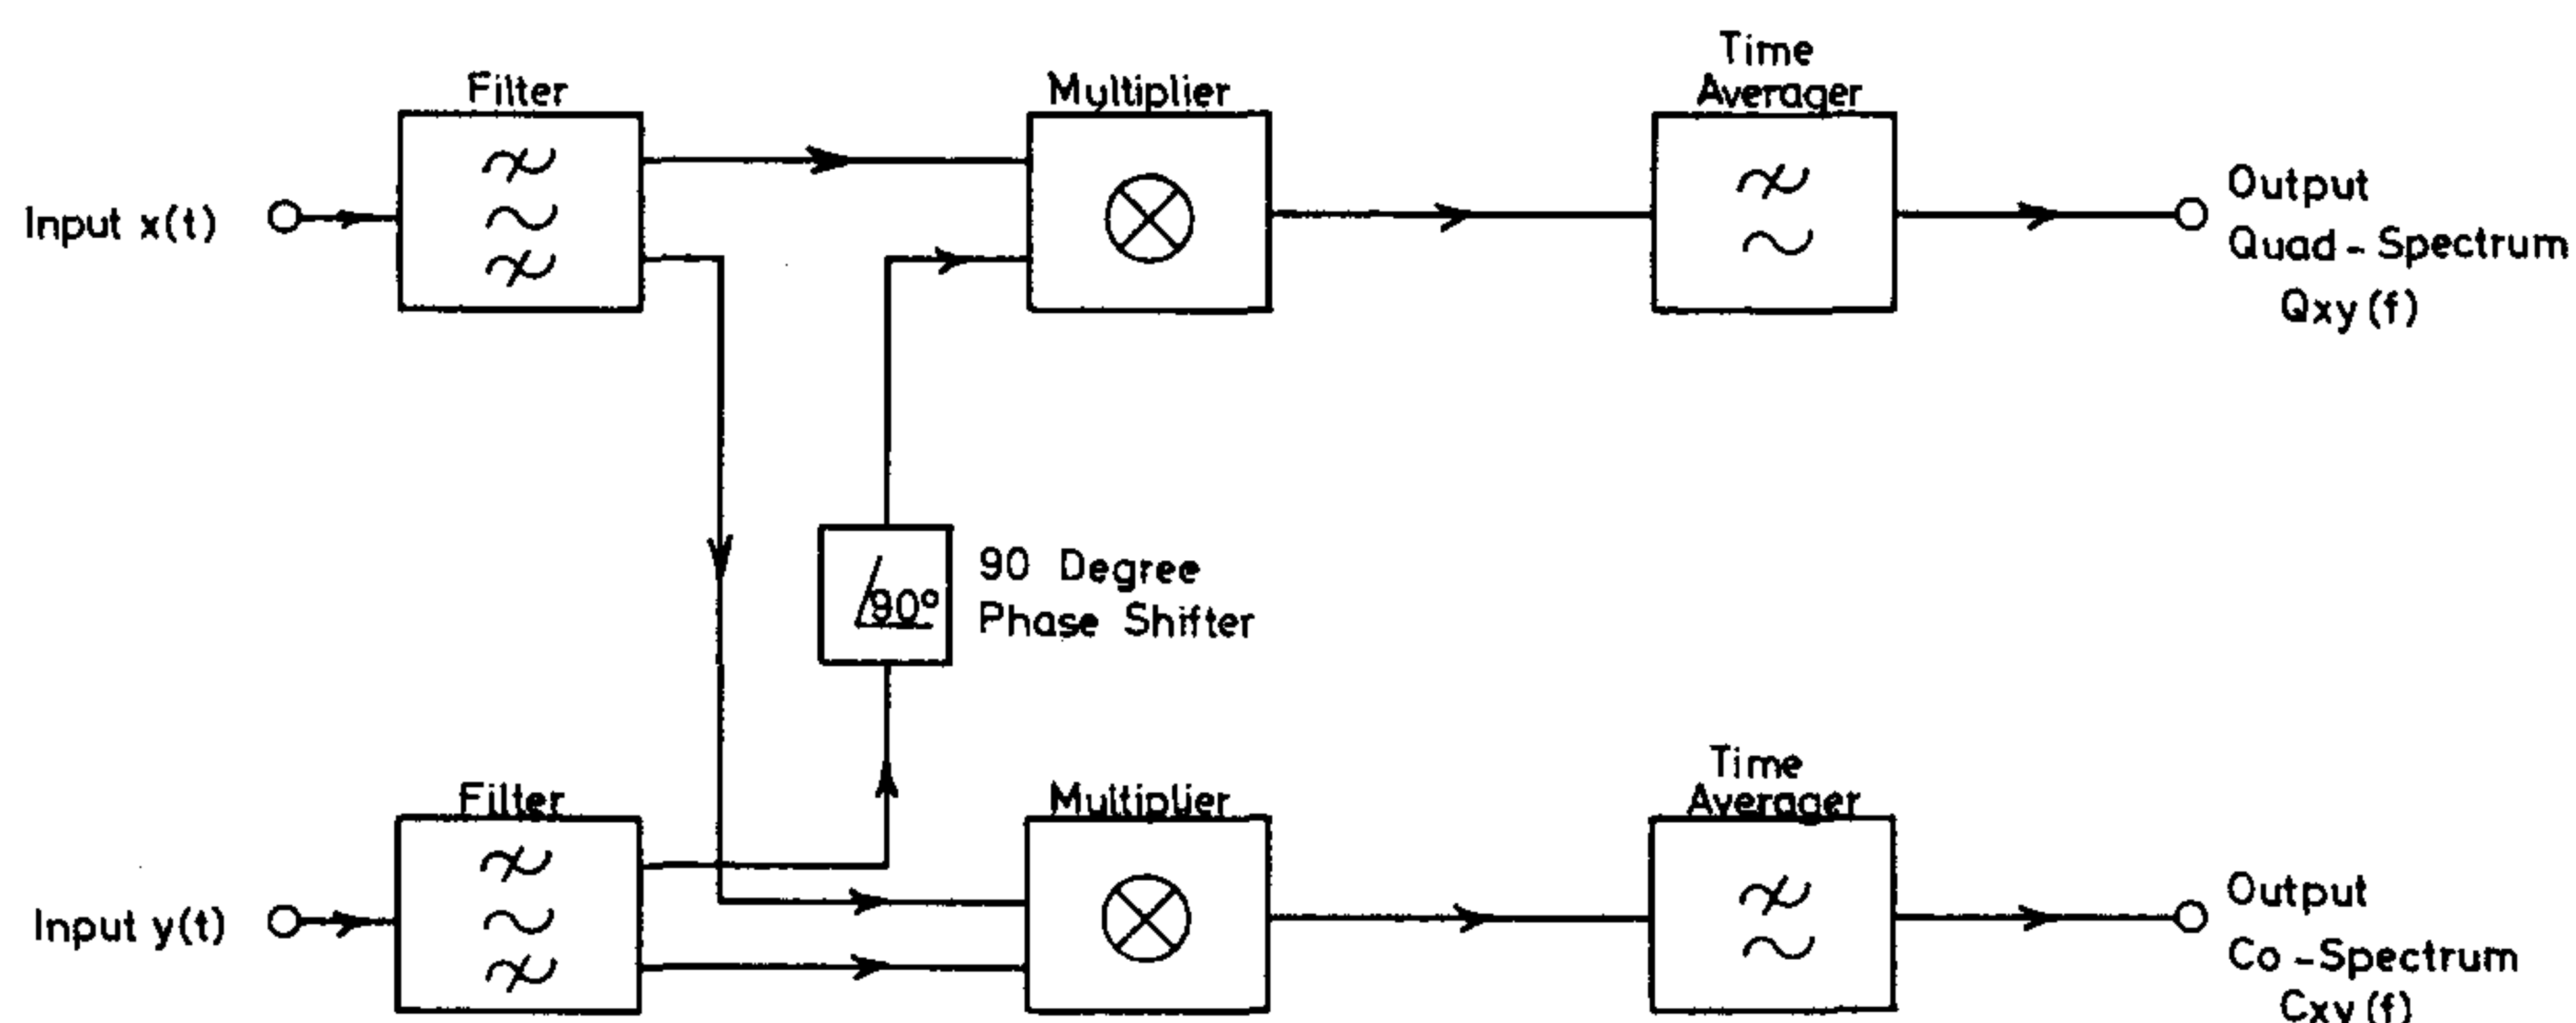 Filter
Multiplier
Time
Averager
Input x(t)
Output
Quad - Spectrum
Qxy (f)
90°
90 Degree
Phase Shifter
Filter
Multiplier
Time
Averager
Input y(t)
Output
Co - Spectrum
Cxy (f)